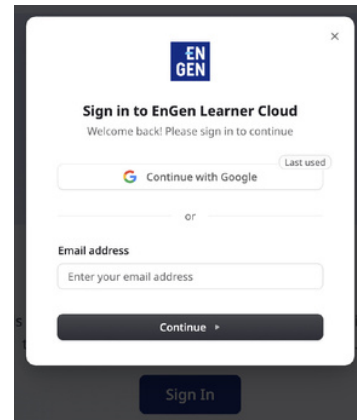 EN
GEN
Sign in to EnGen Learner Cloud
Welcome back! Please sign in to continue
Last used
Continue with Google
or
Email address
Enter your email address
Continue
Sign In